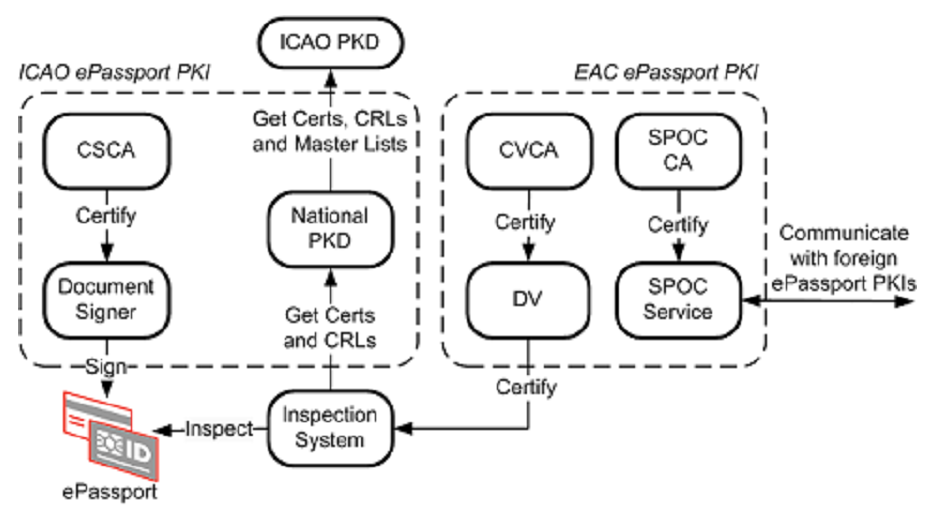 ICAO PKD
ICAO ePassport PKI
EAC ePassport PKI
CSCA
Get Certs, CRLs
and Master Lists
CVCA
SPOC
CA
Certify
National
PKD
Certify
Certify
Communicate
with foreign
ePassport PKIs
Document
Signer
Get Certs
and CRLs
DV
SPOC
Service
Sign
Certify
Inspect
Inspection
System
ID
ePassport